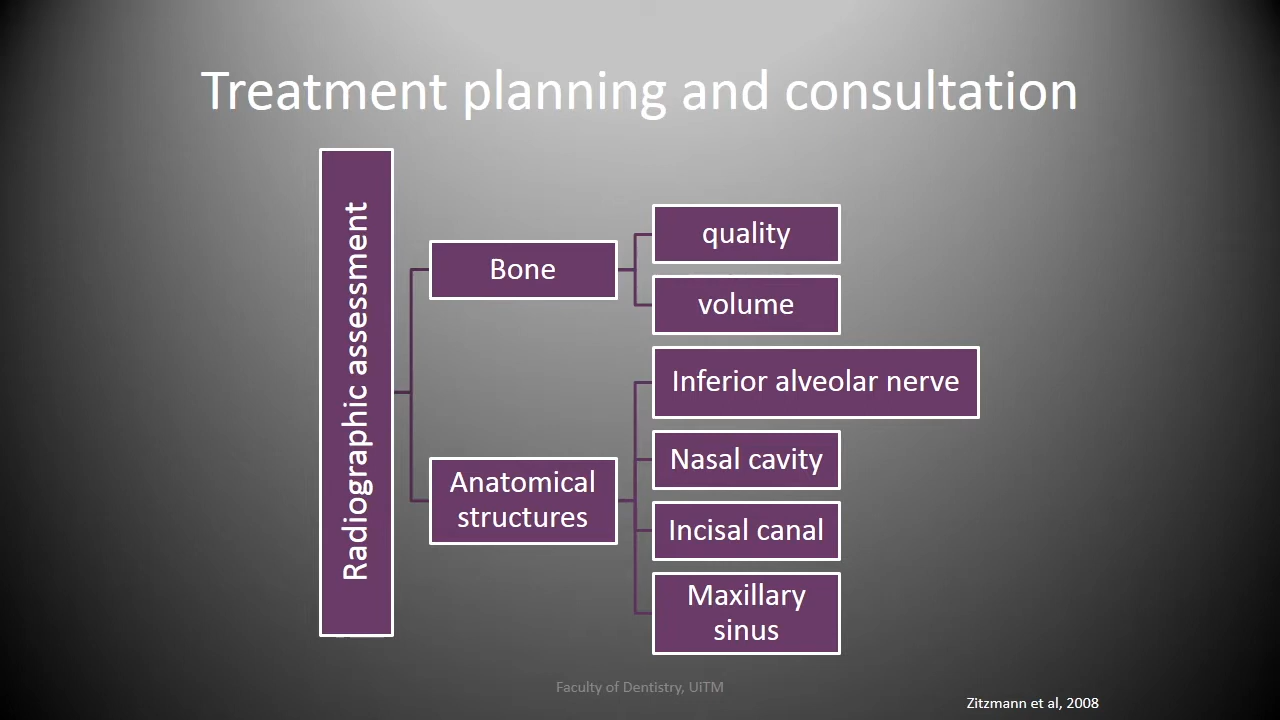 Treatment planning and consultation
Radiographic assessment
Bone
quality
volume
Anatomical
structures
Inferior alveolar nerve
Nasal cavity
Incisal canal
Maxillary
sinus
Faculty of Dentistry, UiTM
Zitzmann et al, 2008